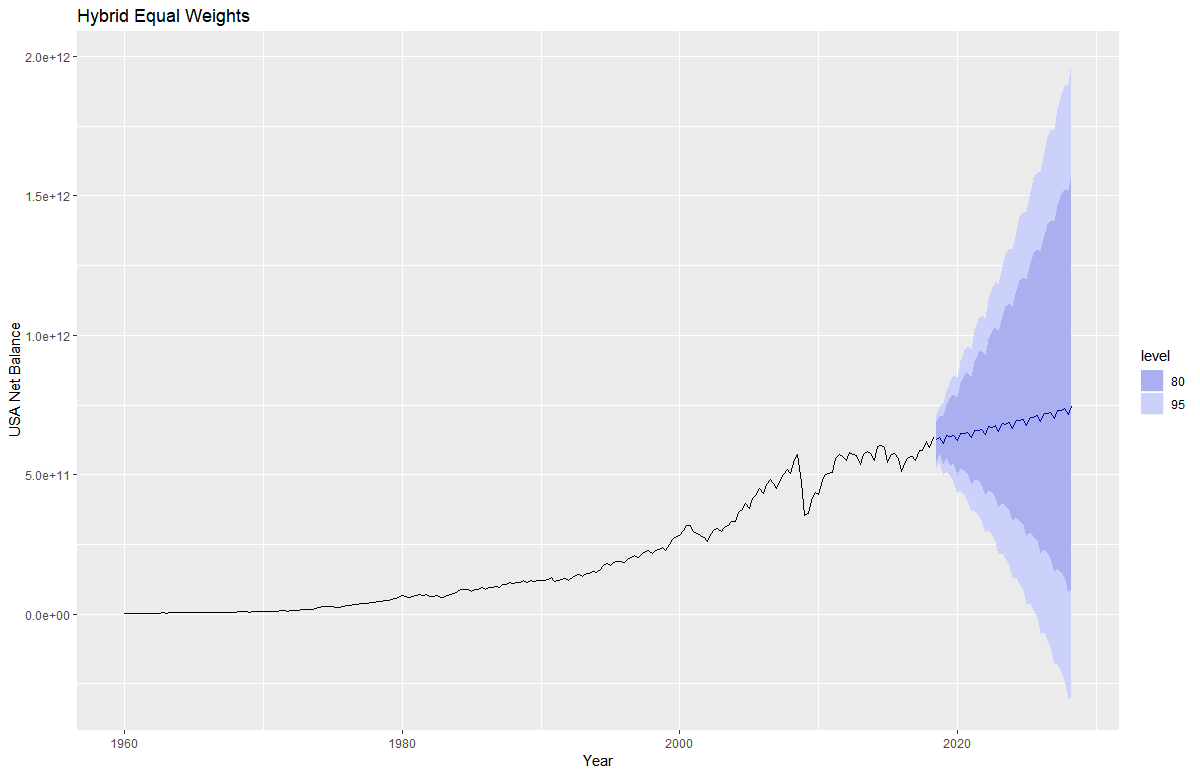 Hybrid Equal Weights
2.0e+12
1.5e+12
1.0e+12
5.0e+11
0.0e+00
USA Net Balance
1960
1980
2000
2020
Year
level
80
95